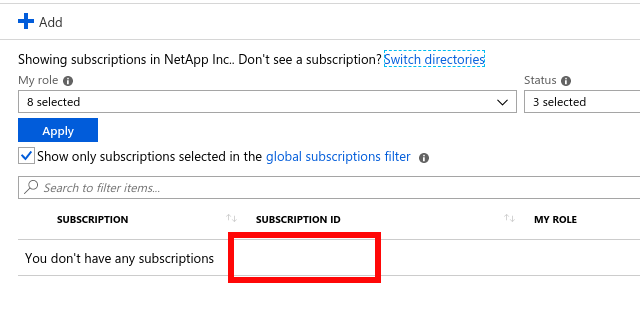 Add
Showing subscriptions in NetApp Inc.. Don't see a subscription? Switch directories
My role Status
8 selected 3 selected
Apply
Show only subscriptions selected in the global subscriptions filter
Search to filter items...
SUBSCRIPTION SUBSCRIPTION ID MY ROLE
You don't have any subscriptions